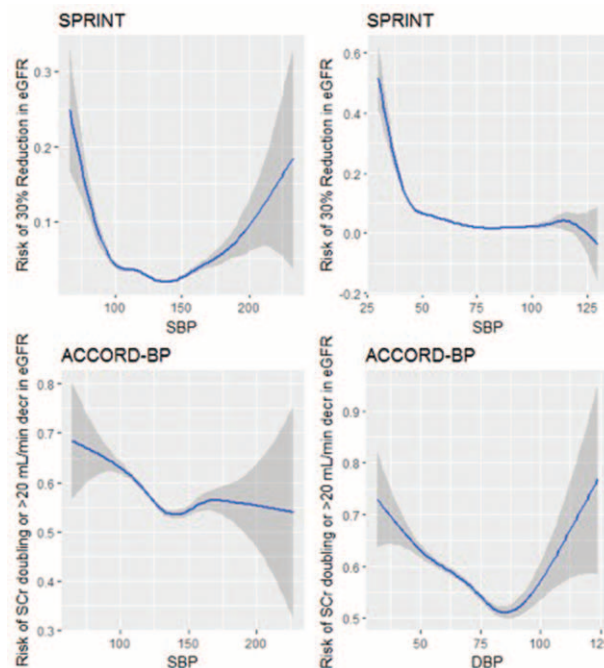 SPRINT
Risk of 30% Reduction in eGFR
0.3
0.2
0.1
100
150
200
SBP
SPRINT
Risk of 30% Reduction in eGFR
0.6
0.4
0.2
0.0
-0.2
25
50
75
100
125
SBP
ACCORD-BP
Risk of SCr doubling or >20 mL/min decr in eGFR
0.8
0.7
0.6
0.5
0.4
0.3
100
150
200
SBP
ACCORD-BP
Risk of SCr doubling or >20 mL/min decr in eGFR
0.9
0.8
0.7
0.6
0.5
50
75
100
DBP